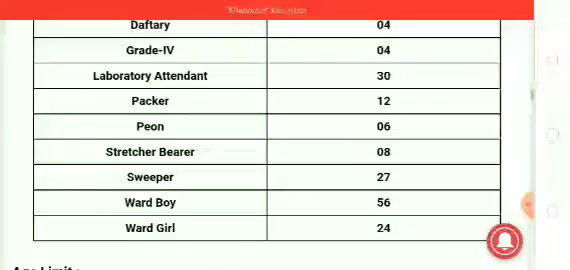 Daftary 04
Grade-IV 04
Laboratory Attendant 30
Packer 12
Peon 06
Stretcher Bearer 08
Sweeper 27
Ward Boy 56
Ward Girl 24